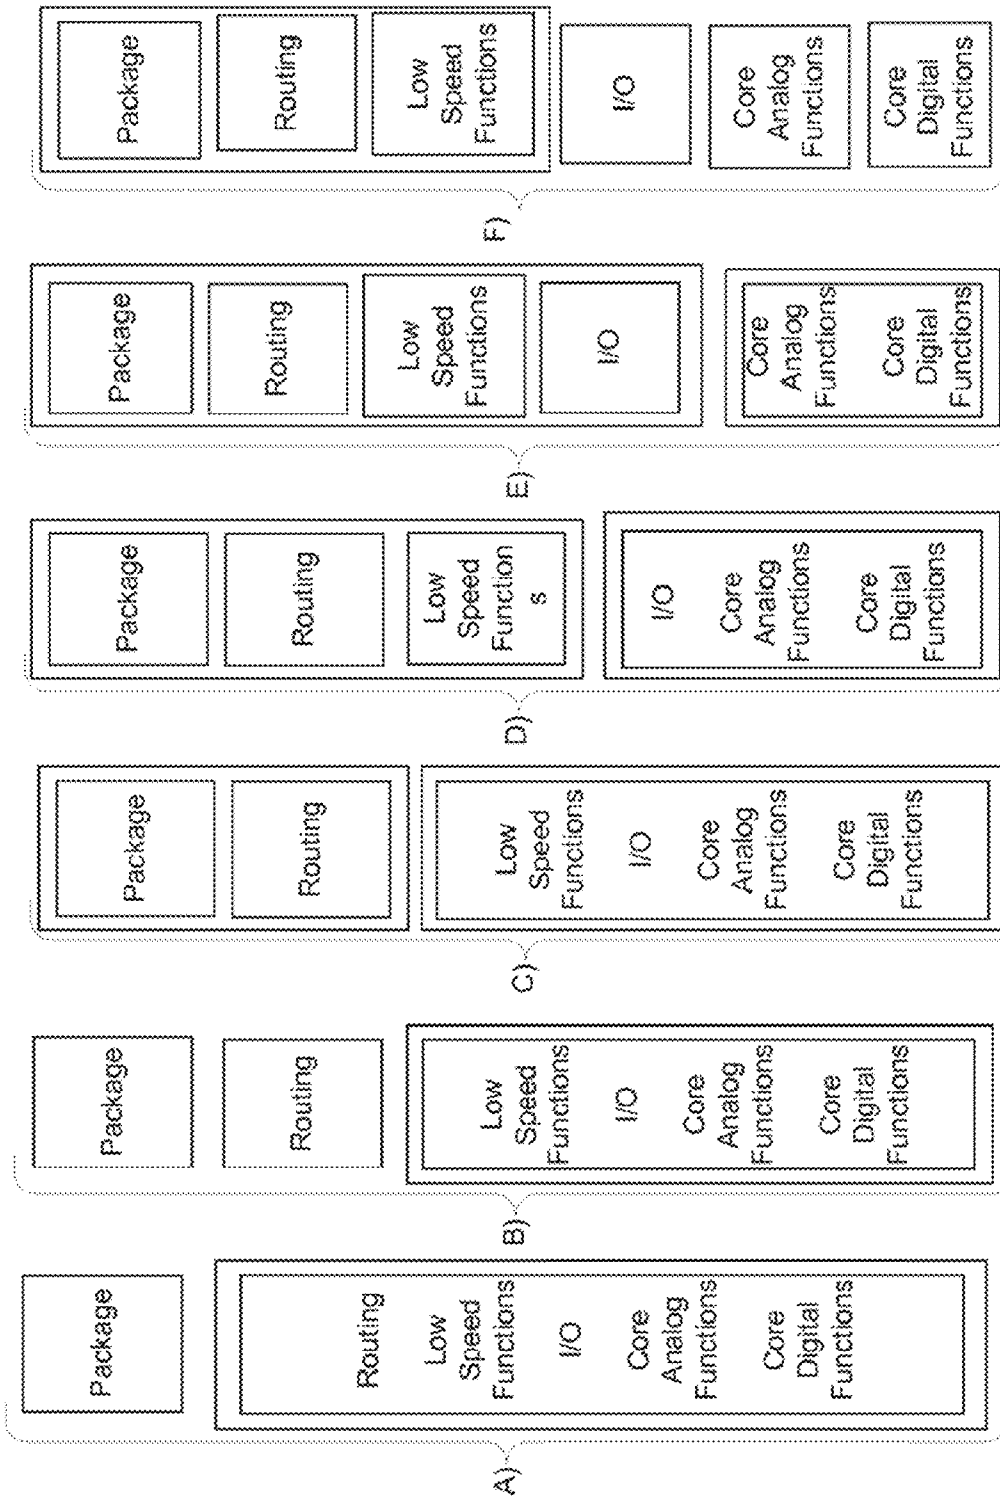 A)
Package
Routing
Low
Speed
Functions
I/O
Core
Analog
Functions
Core
Digital
Functions
B)
Package
Routing
Low
Speed
Functions
I/O
Core
Analog
Functions
Core
Digital
Functions
C)
Package
Routing
Low
Speed
Functions
I/O
Core
Analog
Functions
Core
Digital
Functions
D)
Package
Routing
Low
Speed
Function
s
I/O
Core
Analog
Functions
Core
Digital
Functions
E)
Package
Routing
Low
Speed
Functions
I/O
Core
Analog
Functions
Core
Digital
Functions
F)
Package
Routing
Low
Speed
Functions
I/O
Core
Analog
Functions
Core
Digital
Functions